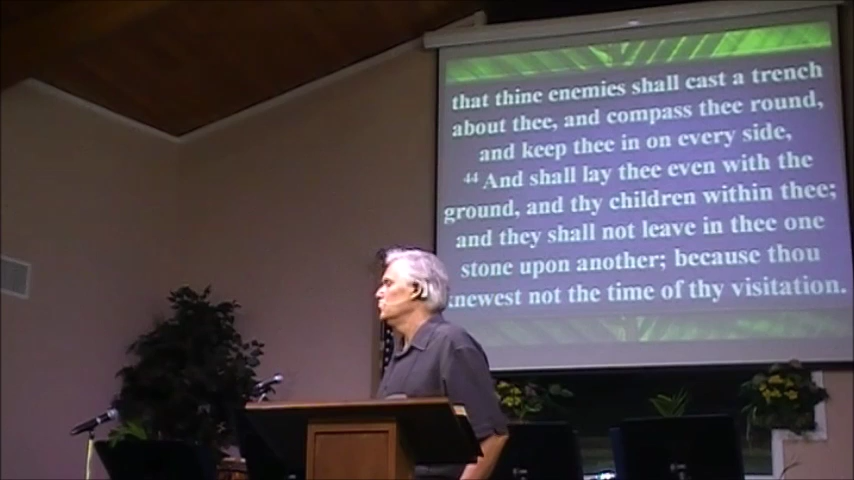 that thine enemies shall cast a trench
about thee, and compass thee round,
and keep thee in on every side,
44 And shall lay thee even with the
ground, and thy children within thee;
and they shall not leave in thee one
stone upon another; because thou
knewest not the time of thy visitation.